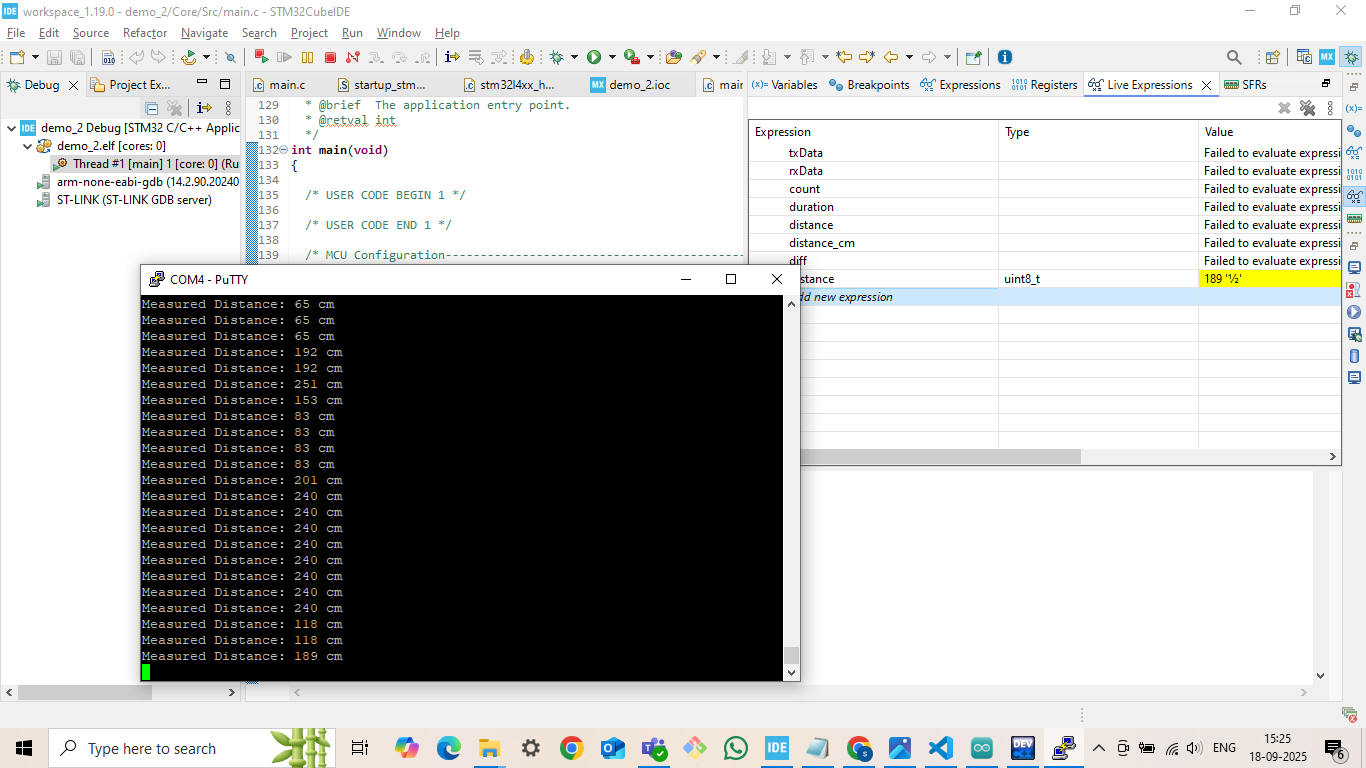 IDE workspace_1.19.0 - demo_2/Core/Src/main.c - STM32CubeIDE
File Edit Source Refactor Navigate Search Project Run Window Help
Debug Project Ex... main.c startup_stm... stm32l4xx_h... MX demo_2.ioc main
(x)= Variables Breakpoints Expressions Registers Live Expressions SFRs
IDE demo_2 Debug [STM32 C/C++ Applic
demo_2.elf [cores: 0]
Thread #1 [main] 1 [core: 0] (Ru
arm-none-eabi-gdb (14.2.90.20240
ST-LINK (ST-LINK GDB server)
129 * @brief The application entry point.
130 * @retval int
131 */
132 int main(void)
133 {
134
135 /* USER CODE BEGIN 1 */
136
137 /* USER CODE END 1 */
138
139 /* MCU Configuration-------------------------------------
Expression Type Value
txData Failed to evaluate expressi
rxData Failed to evaluate expressi
count Failed to evaluate expressi
duration Failed to evaluate expressi
distance Failed to evaluate expressi
distance_cm Failed to evaluate expressi
diff Failed to evaluate expressi
stance uint8_t 189 '½'
dd new expression
COM4 - PuTTY
Measured Distance: 65 cm
Measured Distance: 65 cm
Measured Distance: 65 cm
Measured Distance: 192 cm
Measured Distance: 192 cm
Measured Distance: 251 cm
Measured Distance: 153 cm
Measured Distance: 83 cm
Measured Distance: 83 cm
Measured Distance: 83 cm
Measured Distance: 83 cm
Measured Distance: 201 cm
Measured Distance: 240 cm
Measured Distance: 240 cm
Measured Distance: 240 cm
Measured Distance: 240 cm
Measured Distance: 240 cm
Measured Distance: 240 cm
Measured Distance: 240 cm
Measured Distance: 240 cm
Measured Distance: 118 cm
Measured Distance: 118 cm
Measured Distance: 189 cm
Type here to search
IDE
DEV
ENG
15:25
18-09-2025
6